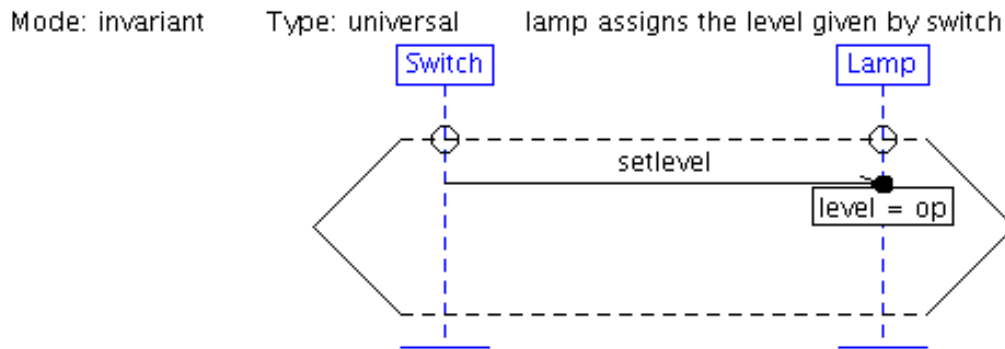 Mode: invariant Type: universal lamp assigns the level given by switch
Switch Lamp
setlevel
level = op